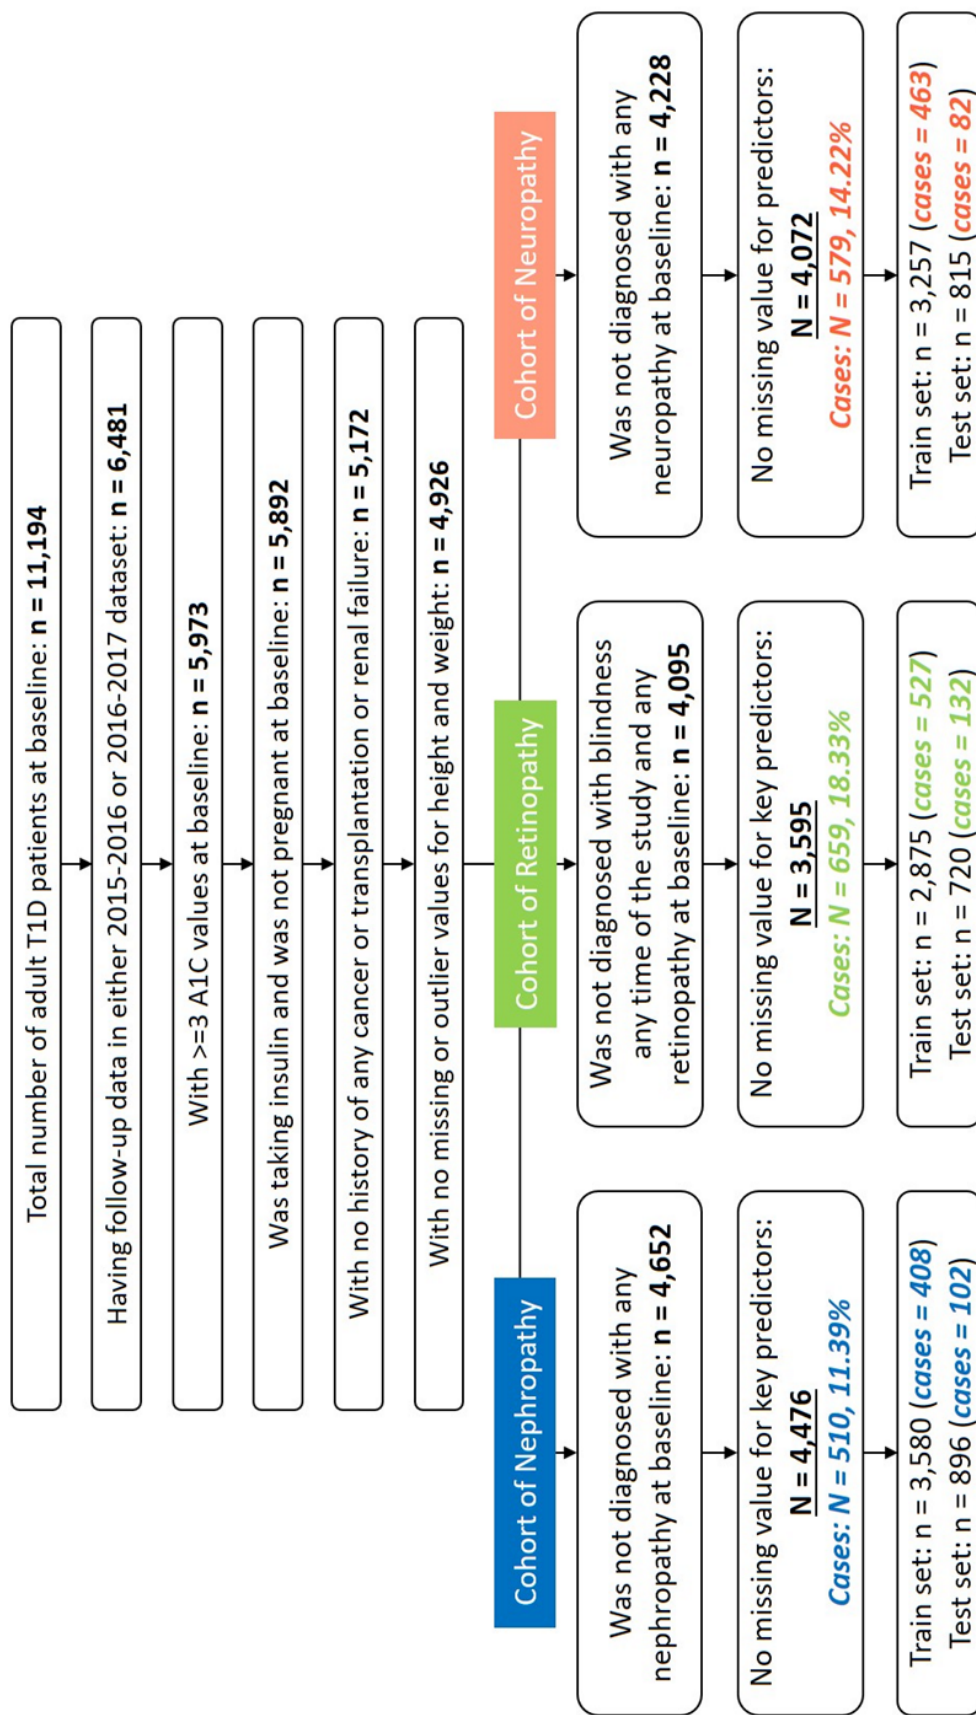 Total number of adult T1D patients at baseline: n = 11,194
Having follow-up data in either 2015-2016 or 2016-2017 dataset: n = 6,481
With >=3 A1C values at baseline: n = 5,973
Was taking insulin and was not pregnant at baseline: n = 5,892
With no history of any cancer or transplantation or renal failure: n = 5,172
With no missing or outlier values for height and weight: n = 4,926
Cohort of Nephropathy
Was not diagnosed with any
nephropathy at baseline: n = 4,652
No missing value for key predictors:
N = 4,476
Cases: N = 510, 11.39%
Train set: n = 3,580 (cases = 408)
Test set: n = 896 (cases = 102)
Cohort of Retinopathy
Was not diagnosed with blindness
any time of the study and any
retinopathy at baseline: n = 4,095
No missing value for key predictors:
N = 3,595
Cases: N = 659, 18.33%
Train set: n = 2,875 (cases = 527)
Test set: n = 720 (cases = 132)
Cohort of Neuropathy
Was not diagnosed with any
neuropathy at baseline: n = 4,228
No missing value for predictors:
N = 4,072
Cases: N = 579, 14.22%
Train set: n = 3,257 (cases = 463)
Test set: n = 815 (cases = 82)